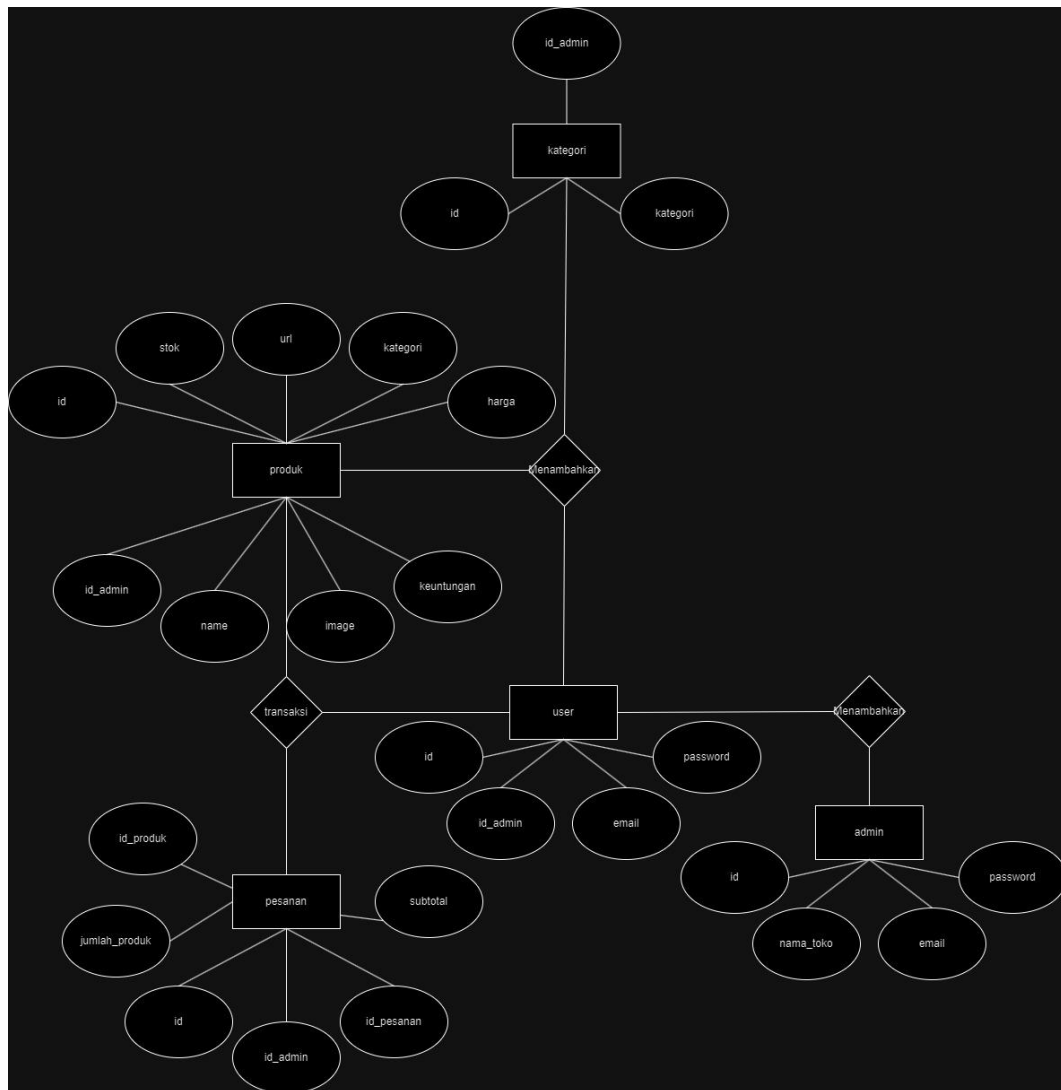 id_admin
kategori
id
kategori
stok
url
kategori
id
harga
produk
Menambahkan
id_admin
name
image
keuntungan
transaksi
user
Menambahkan
id
password
id_admin
email
id_produk
admin
pesanan
subtotal
id
password
jumlah_produk
nama_toko
email
id
id_admin
id_pesanan